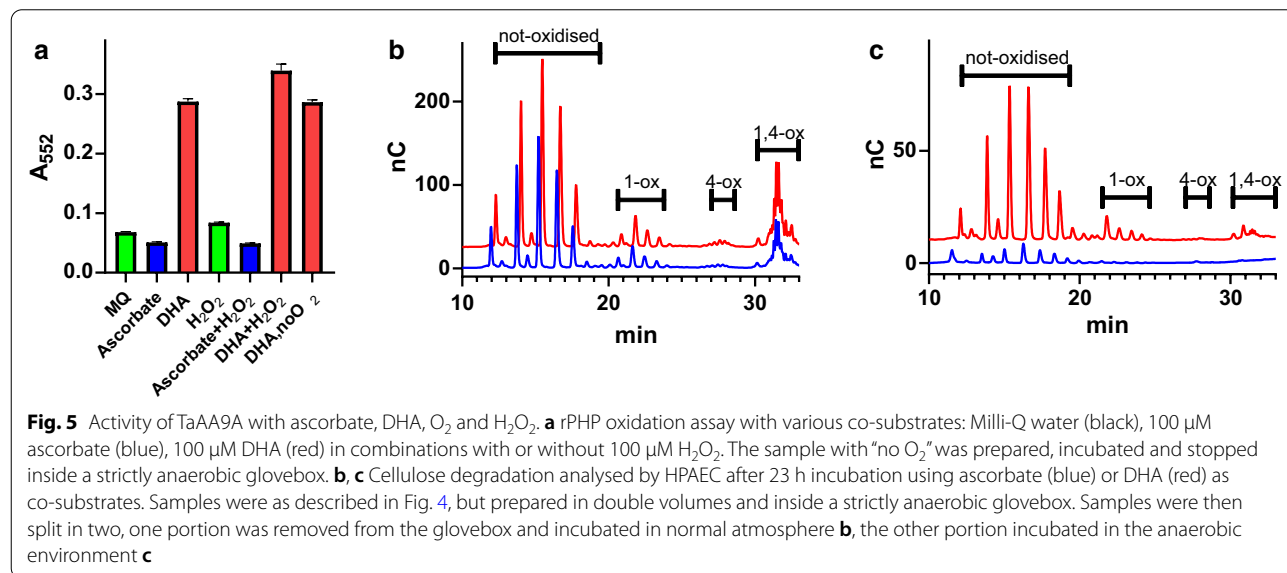 a
A552
0.3
0.2
0.1
0.0
MQ
Ascorbate
DHA
H2O2
Ascorbate+H2O2
DHA+H2O2
DHA,noO 2
b
not-oxidised
1,4-ox
1-ox
4-ox
nC
200
100
0
10 20 30
min
c
not-oxidised
1-ox
4-ox
1,4-ox
nC
50
0
10 20 30
min
Fig. 5 Activity of TaAA9A with ascorbate, DHA, O2 and H2O2. a rPHP oxidation assay with various co-substrates: Milli-Q water (black), 100 µM
ascorbate (blue), 100 µM DHA (red) in combinations with or without 100 µM H2O2. The sample with “no O2” was prepared, incubated and stopped
inside a strictly anaerobic glovebox. b, c Cellulose degradation analysed by HPAEC after 23 h incubation using ascorbate (blue) or DHA (red) as
co-substrates. Samples were as described in Fig. 4, but prepared in double volumes and inside a strictly anaerobic glovebox. Samples were then
split in two, one portion was removed from the glovebox and incubated in normal atmosphere b, the other portion incubated in the anaerobic
environment c